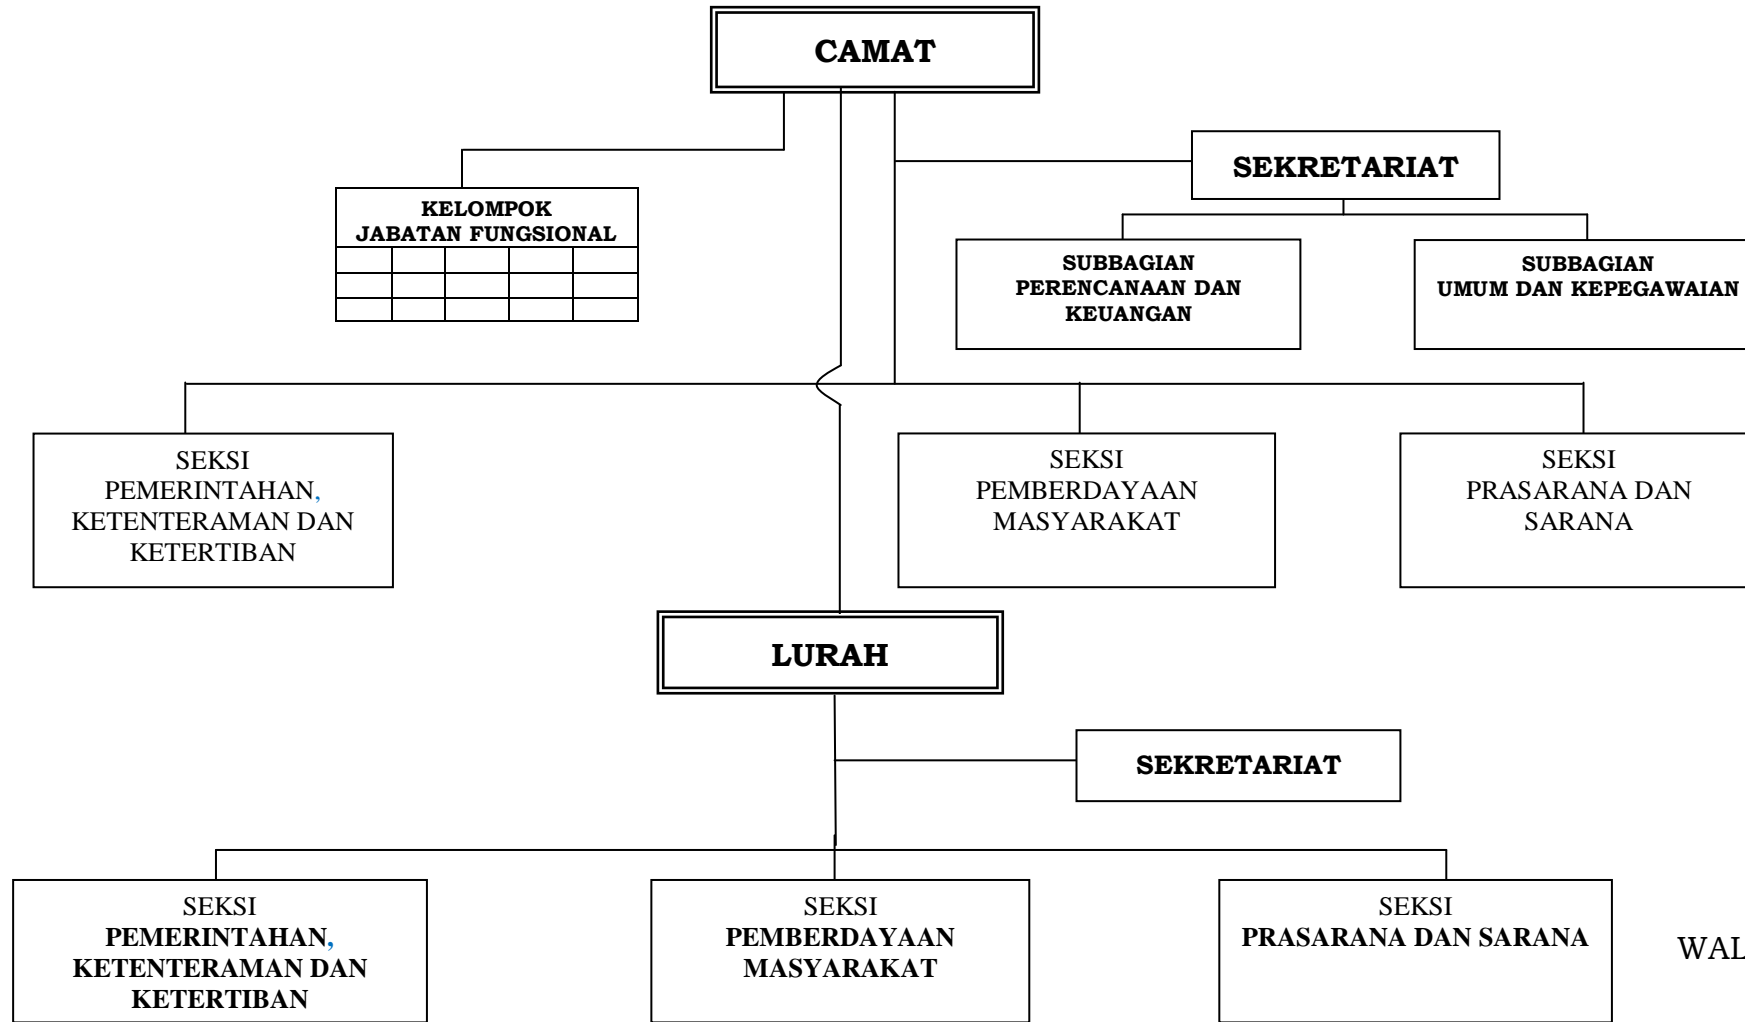 CAMAT
SEKRETARIAT
KELOMPOK
JABATAN FUNGSIONAL
SUBBAGIAN
PERENCANAAN DAN
KEUANGAN
SUBBAGIAN
UMUM DAN KEPEGAWAIAN
SEKSI
PEMERINTAHAN,
KETENTERAMAN DAN
KETERTIBAN
SEKSI
PEMBERDAYAAN
MASYARAKAT
SEKSI
PRASARANA DAN
SARANA
LURAH
SEKRETARIAT
SEKSI
PEMERINTAHAN,
KETENTERAMAN DAN
KETERTIBAN
SEKSI
PEMBERDAYAAN
MASYARAKAT
SEKSI
PRASARANA DAN SARANA
WAL